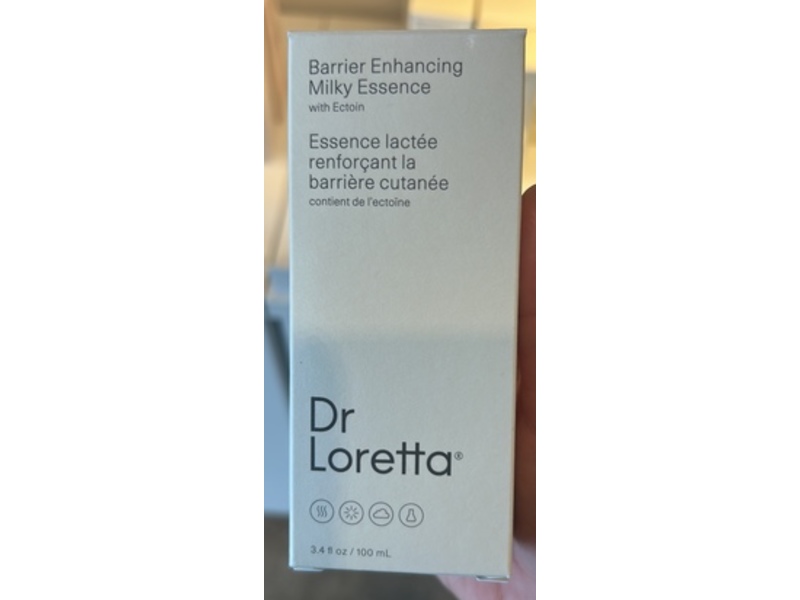 Barrier Enhancing
Milky Essence
with Ectoin
Essence lactée
renforçant la
barrière cutanée
contient de l'ectoïne
Dr
Loretta®
3.4 fl oz / 100 mL